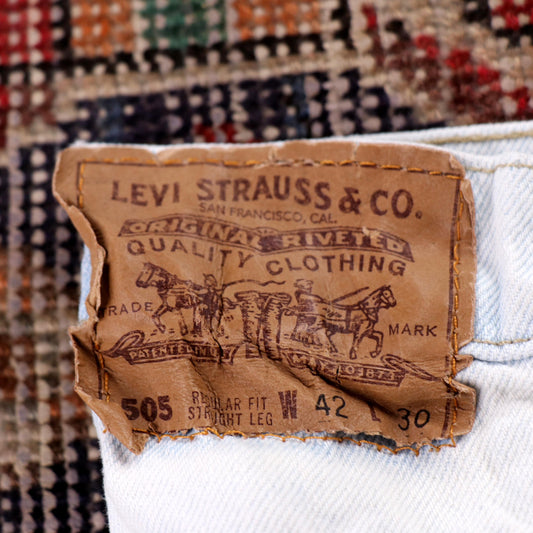 LEVI STRAUSS & CO.
SAN FRANCISCO, CAL.
ORIGINAL RIVETED
QUALITY CLOTHING
TRADE MARK
505 REGULAR FIT W 42 L 30
STRAIGHT LEG